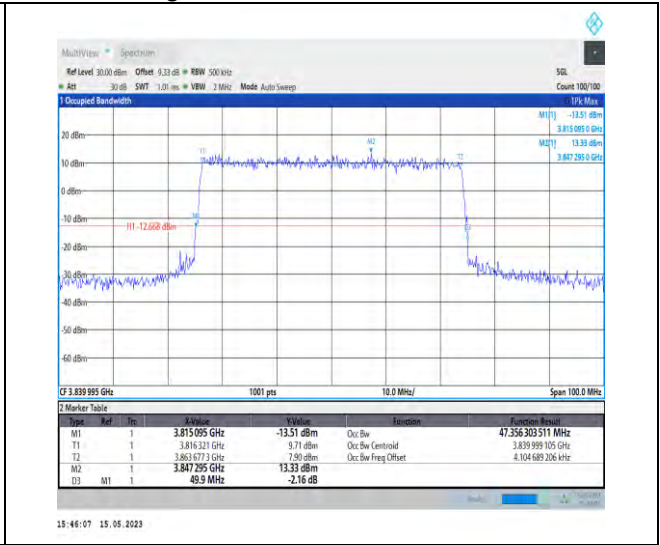 MultiView Spectrum
Ref Level 30.00 dBm Offset 9.33 dB RBW 500 kHz SGL
Att 30 dB SWT 1.01 ms VBW 2 MHz Mode Auto Sweep Count 100/100
1 Occupied Bandwidth 1Pk Max
M1[1] -13.51 dBm
3.815 095 0 GHz
M2[1] 13.33 dBm
3.847 295 0 GHz
20 dBm
M2
T1
T2
10 dBm
0 dBm
-10 dBm
M1
H1 -12.668 dBm
D3
-20 dBm
-30 dBm
-40 dBm
-50 dBm
-60 dBm
CF 3.839 995 GHz 1001 pts 10.0 MHz/ Span 100.0 MHz
2 Marker Table
Type Ref Trc X-Value Y-Value Function Function Result
M1 1 3.815 095 GHz -13.51 dBm Occ Bw 47.356 303 511 MHz
T1 1 3.816 321 GHz 9.71 dBm Occ Bw Centroid 3.839 999 105 GHz
T2 1 3.863 677 3 GHz 7.90 dBm Occ Bw Freq Offset 4.104 689 206 kHz
M2 1 3.847 295 GHz 13.33 dBm
D3 M1 1 49.9 MHz -2.16 dB
15:46:07 15.05.2023